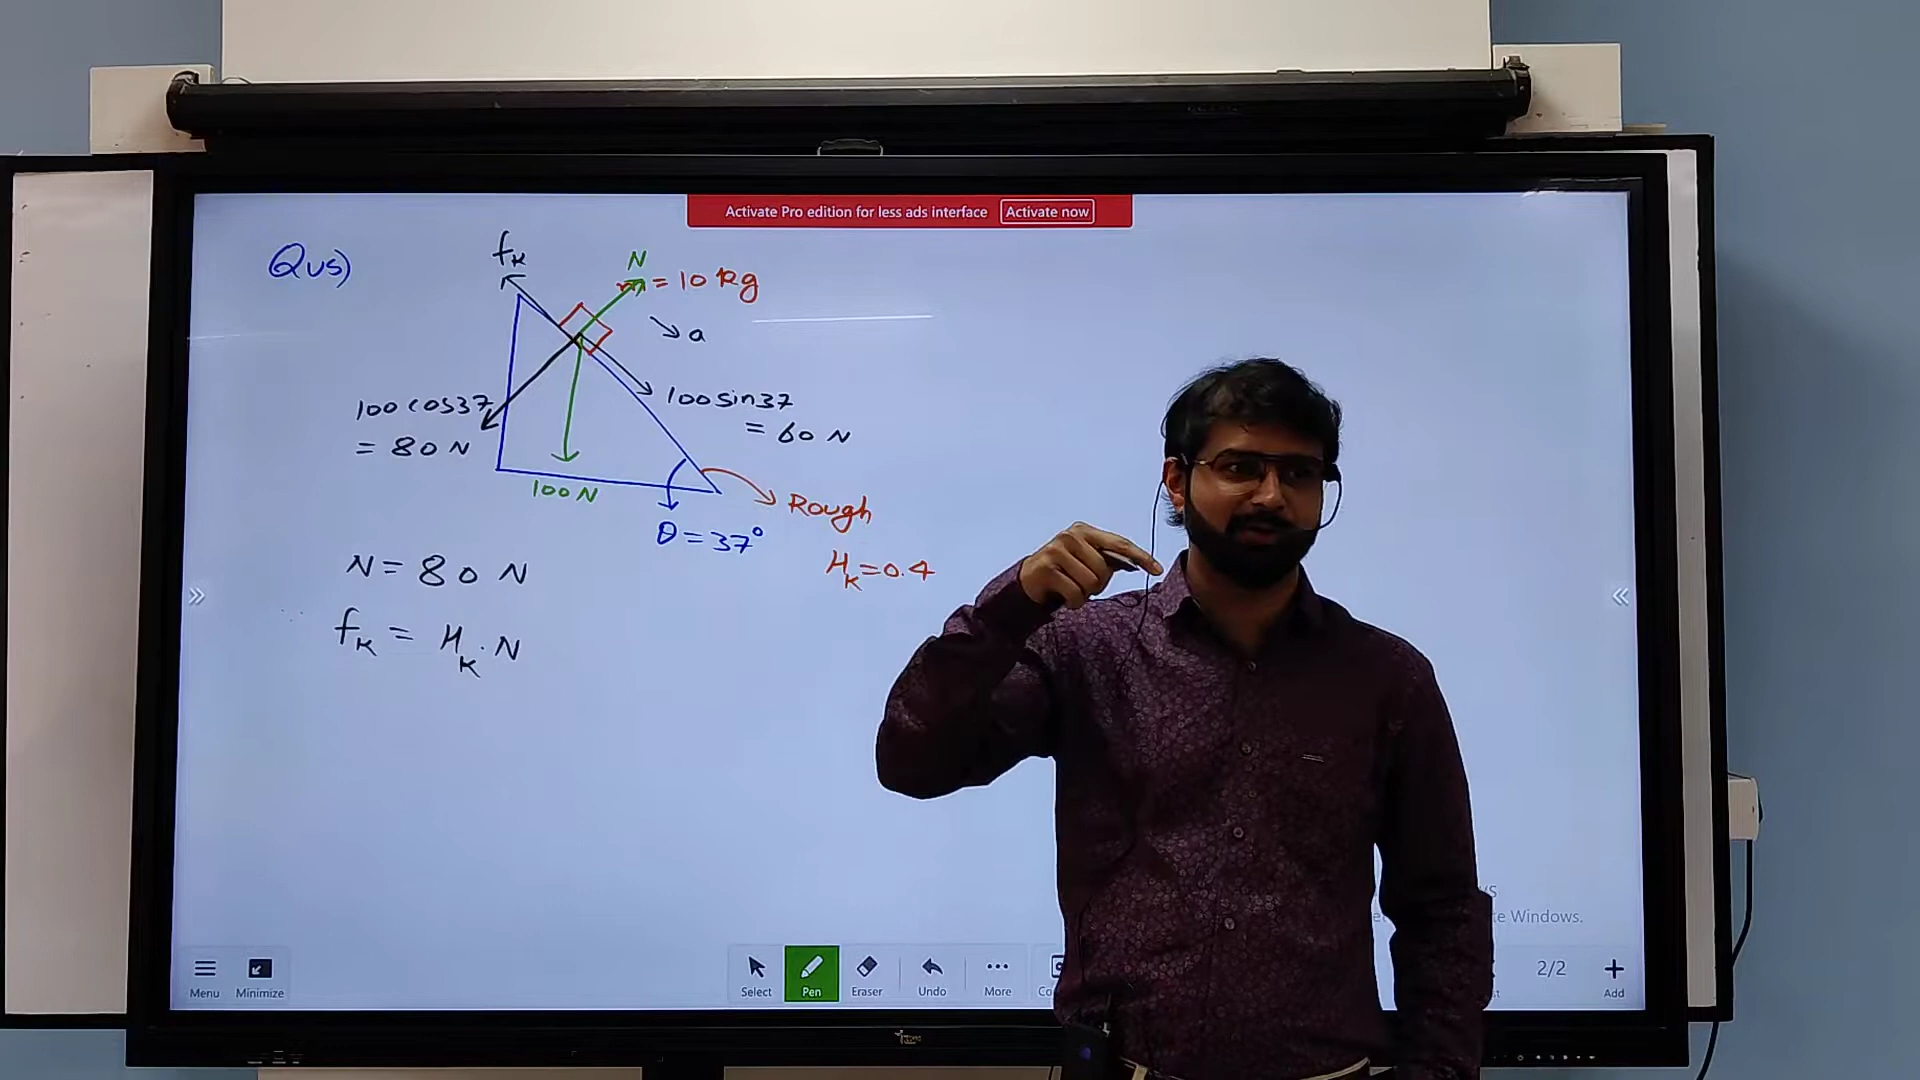 Activate Pro edition for less ads interface Activate now
Qus)
fk
N
m = 10 kg
a
100 cos37
= 80 N
100 sin37
= 60 N
100 N
Rough
θ = 37°
μk = 0.4
N = 80 N
fk = μk . N
te Windows.
Menu
Minimize
Select
Pen
Eraser
Undo
More
2/2
Add